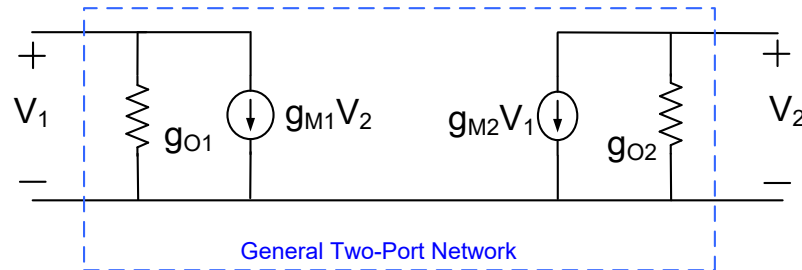 +
V1
−
gO1
gM1V2
gM2V1
gO2
+
V2
−
General Two-Port Network